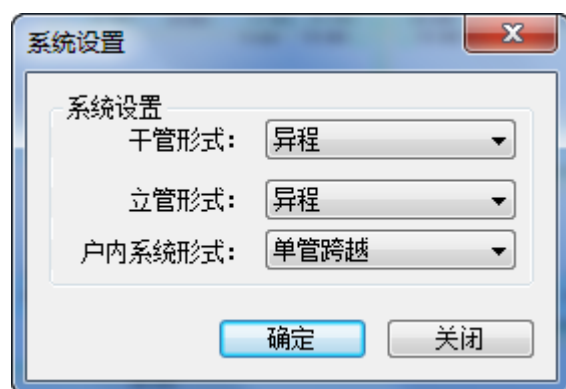 系统设置
系统设置
干管形式： 异程
立管形式： 异程
户内系统形式： 单管跨越
确定 关闭